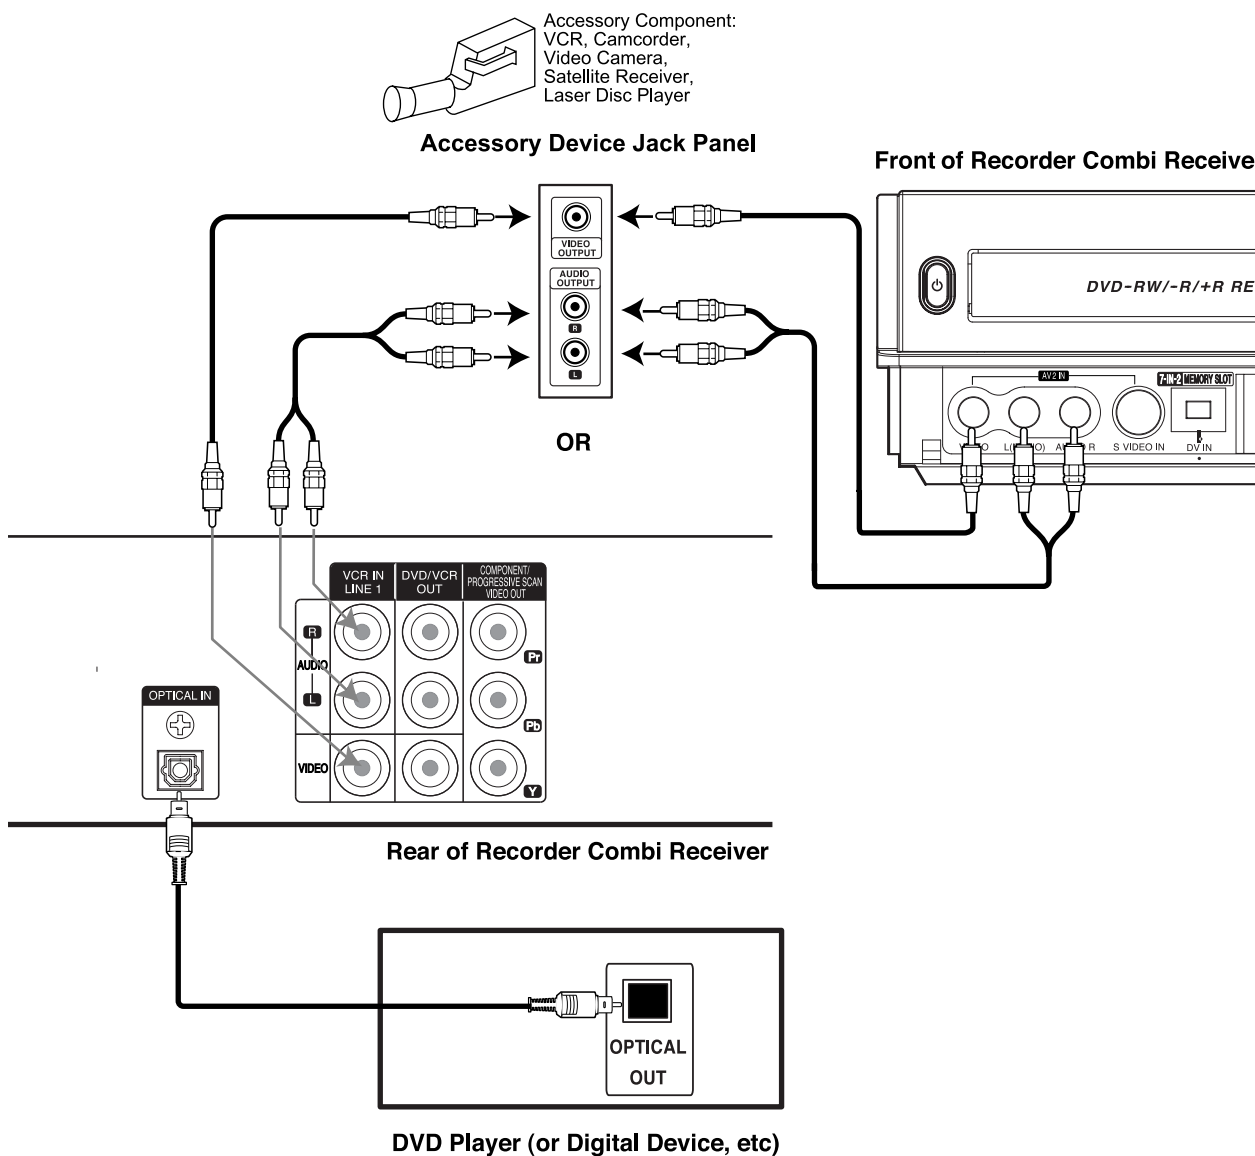 Accessory Component:
VCR, Camcorder,
Video Camera,
Satellite Receiver,
Laser Disc Player
Accessory Device Jack Panel
Front of Recorder Combi Receive
VIDEO
OUTPUT
AUDIO
OUTPUT
R
L
DVD-RW/-R/+R RE
AV2 IN
7-IN-2 MEMORY SLOT
S VIDEO IN
DV IN
OR
VCR IN
LINE 1
DVD/VCR
OUT
COMPONENT/
PROGRESSIVE SCAN
VIDEO OUT
R
AUDIO
L
VIDEO
Pr
Pb
Y
OPTICAL IN
Rear of Recorder Combi Receiver
OPTICAL
OUT
DVD Player (or Digital Device, etc)